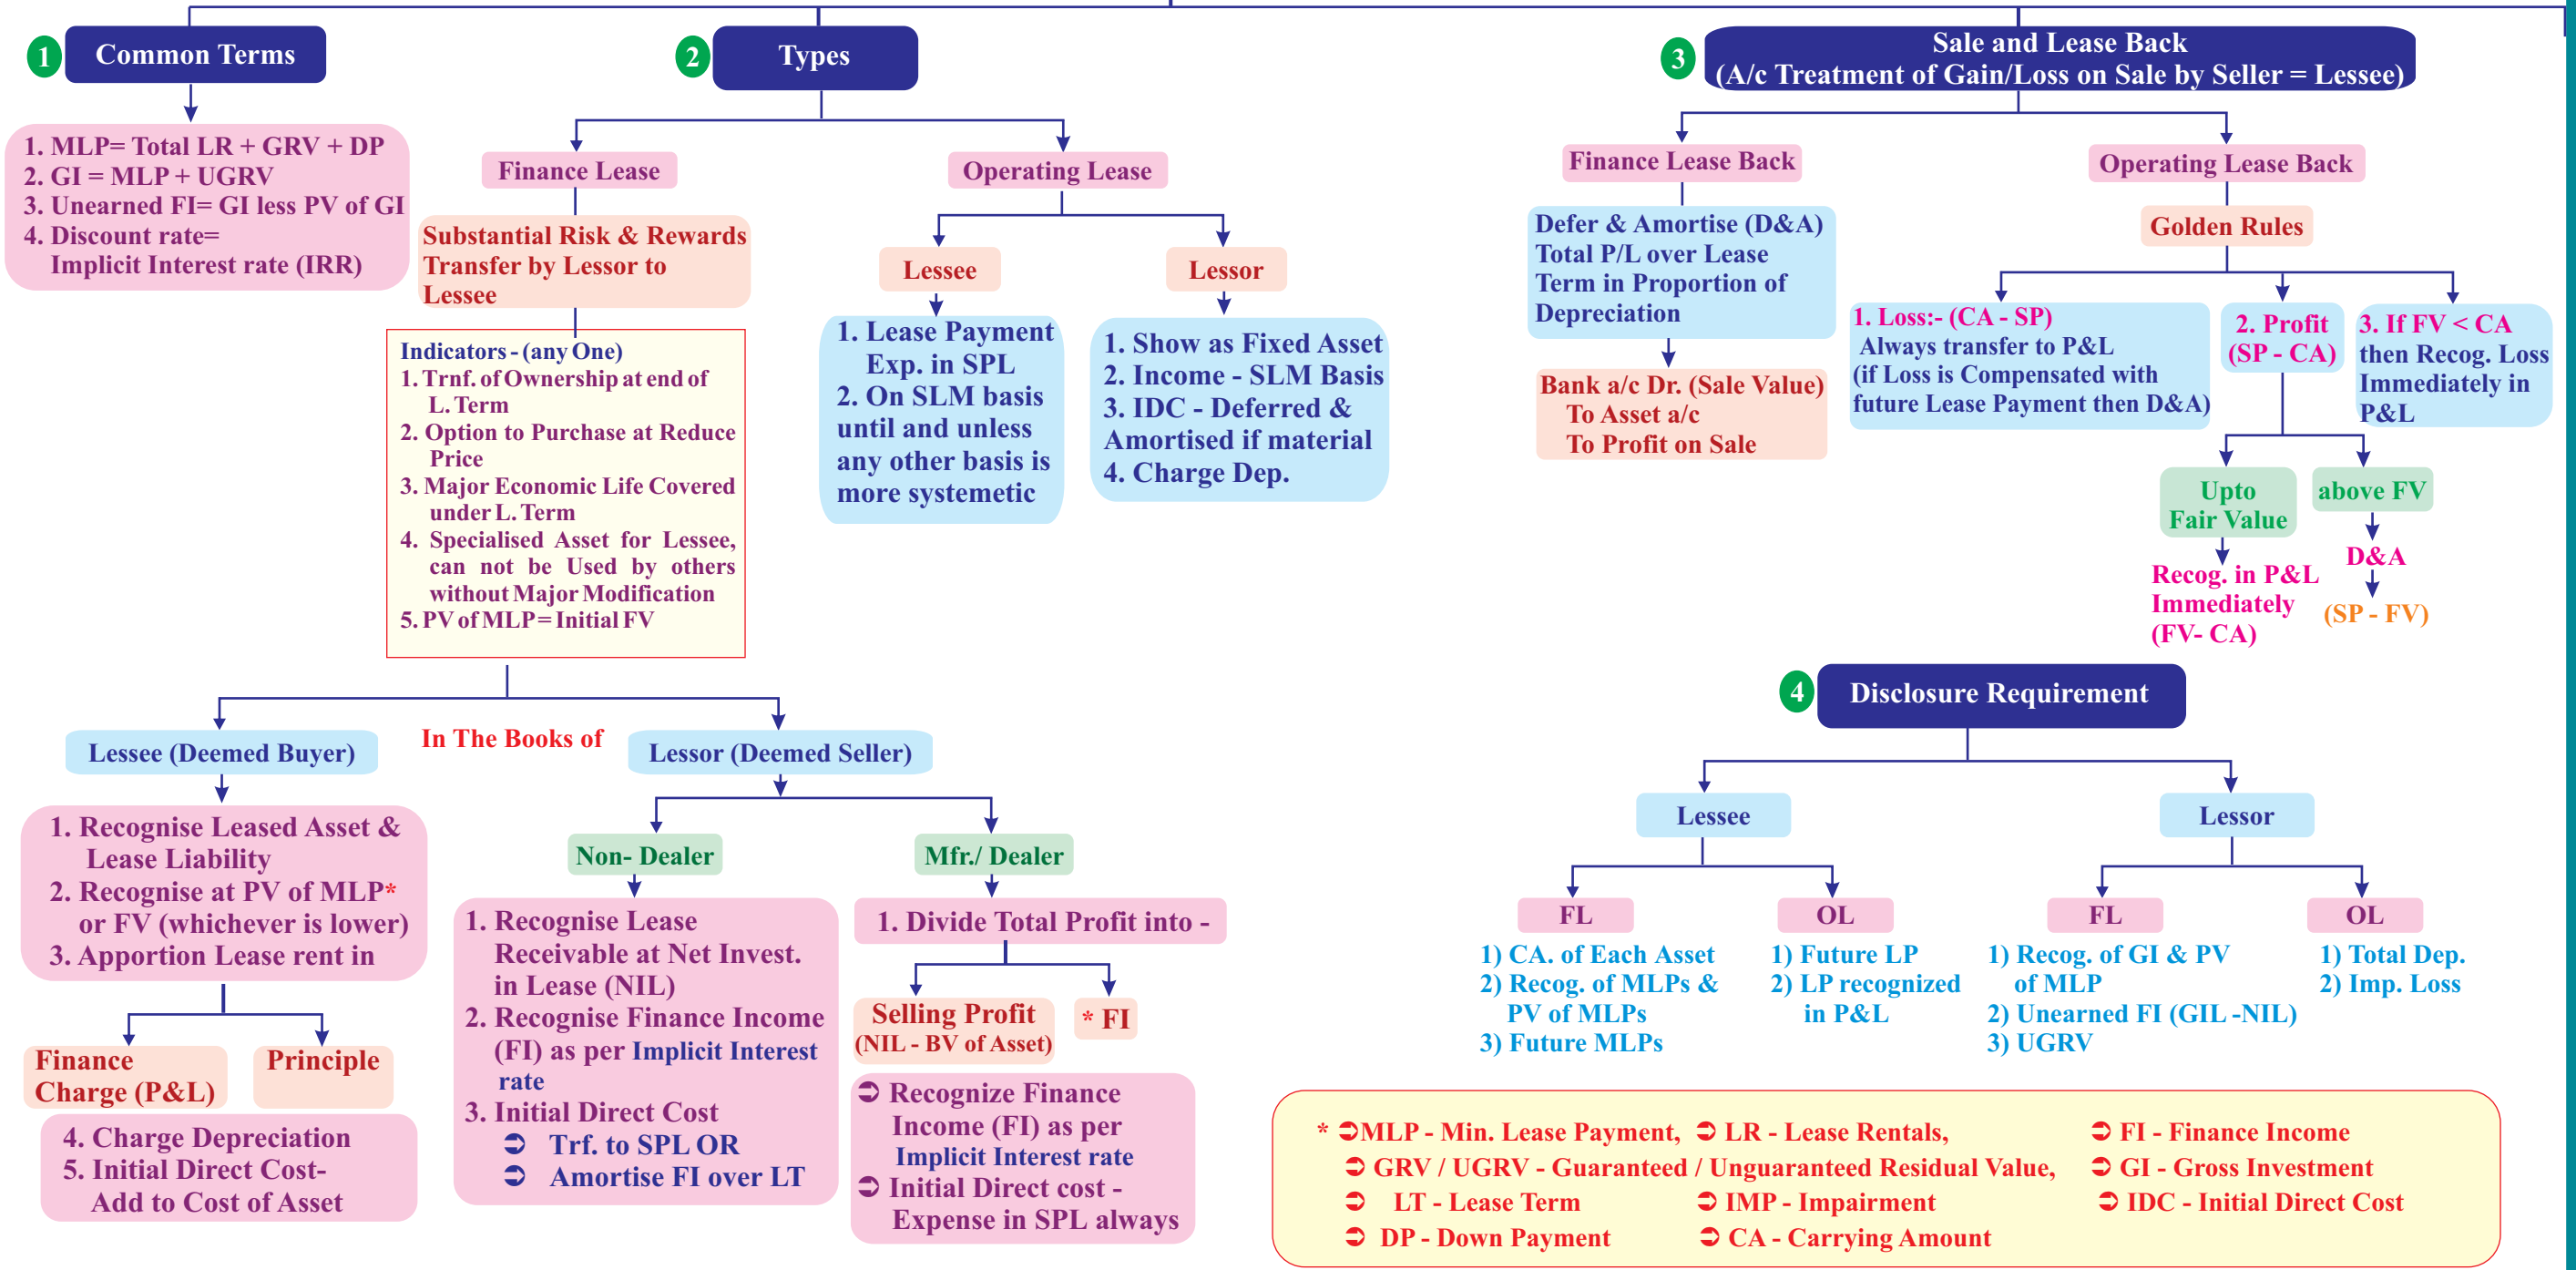 1
Common Terms
1. MLP= Total LR + GRV + DP
2. GI = MLP + UGRV
3. Unearned FI= GI less PV of GI
4. Discount rate=
Implicit Interest rate (IRR)
2
Types
Finance Lease
Substantial Risk & Rewards
Transfer by Lessor to
Lessee
Indicators - (any One)
1. Trnf. of Ownership at end of
L. Term
2. Option to Purchase at Reduce
Price
3. Major Economic Life Covered
under L. Term
4. Specialised Asset for Lessee,
can not be Used by others
without Major Modification
5. PV of MLP = Initial FV
Operating Lease
Lessee
1. Lease Payment
Exp. in SPL
2. On SLM basis
until and unless
any other basis is
more systemetic
Lessor
1. Show as Fixed Asset
2. Income - SLM Basis
3. IDC - Deferred &
Amortised if material
4. Charge Dep.
In The Books of
Lessee (Deemed Buyer)
1. Recognise Leased Asset &
Lease Liability
2. Recognise at PV of MLP*
or FV (whichever is lower)
3. Apportion Lease rent in
Finance
Charge (P&L)
Principle
4. Charge Depreciation
5. Initial Direct Cost-
Add to Cost of Asset
Lessor (Deemed Seller)
Non- Dealer
1. Recognise Lease
Receivable at Net Invest.
in Lease (NIL)
2. Recognise Finance Income
(FI) as per Implicit Interest
rate
3. Initial Direct Cost
➲ Trf. to SPL OR
➲ Amortise FI over LT
Mfr./ Dealer
1. Divide Total Profit into -
Selling Profit
(NIL - BV of Asset)
* FI
➲ Recognize Finance
Income (FI) as per
Implicit Interest rate
➲ Initial Direct cost -
Expense in SPL always
3
Sale and Lease Back
(A/c Treatment of Gain/Loss on Sale by Seller = Lessee)
Finance Lease Back
Defer & Amortise (D&A)
Total P/L over Lease
Term in Proportion of
Depreciation
Bank a/c Dr. (Sale Value)
To Asset a/c
To Profit on Sale
Operating Lease Back
Golden Rules
1. Loss:- (CA - SP)
Always transfer to P&L
(if Loss is Compensated with
future Lease Payment then D&A)
2. Profit
(SP - CA)
Upto
Fair Value
Recog. in P&L
Immediately
(FV- CA)
above FV
D&A
(SP - FV)
3. If FV < CA
then Recog. Loss
Immediately in
P&L
4
Disclosure Requirement
Lessee
FL
1) CA. of Each Asset
2) Recog. of MLPs &
PV of MLPs
3) Future MLPs
OL
1) Future LP
2) LP recognized
in P&L
Lessor
FL
1) Recog. of GI & PV
of MLP
2) Unearned FI (GIL -NIL)
3) UGRV
OL
1) Total Dep.
2) Imp. Loss
* ➲MLP - Min. Lease Payment, ➲ LR - Lease Rentals, ➲ FI - Finance Income
➲ GRV / UGRV - Guaranteed / Unguaranteed Residual Value, ➲ GI - Gross Investment
➲ LT - Lease Term ➲ IMP - Impairment ➲ IDC - Initial Direct Cost
➲ DP - Down Payment ➲ CA - Carrying Amount